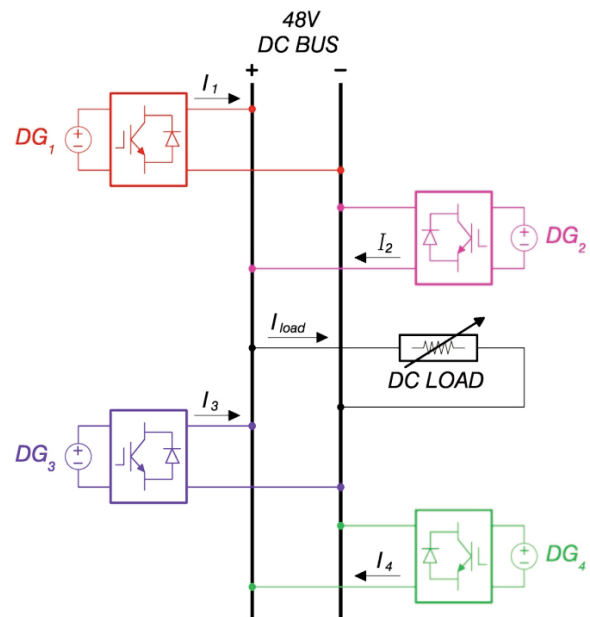 48V
DC BUS
+ −
I1
DG1
+
−
I2
DG2
+
−
Iload
DC LOAD
I3
DG3
+
−
I4
DG4
+
−